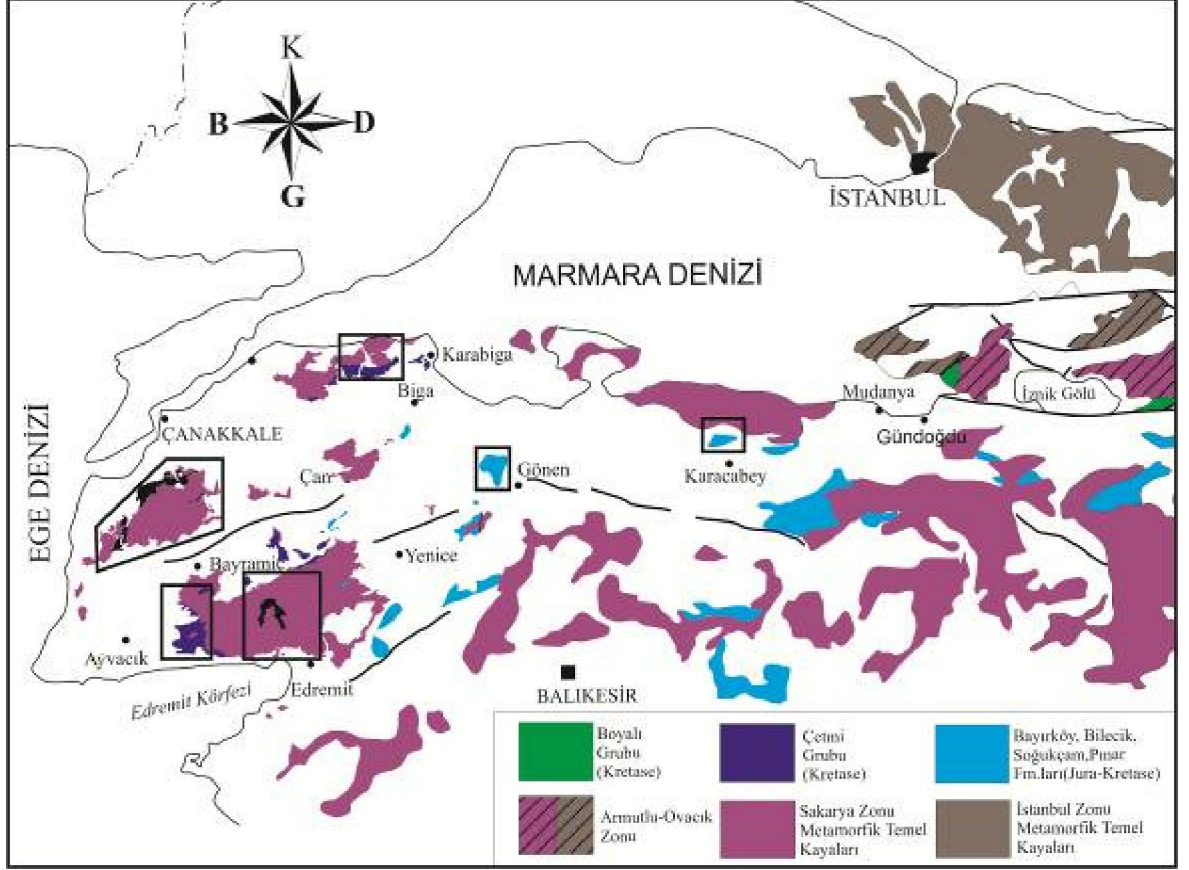 K
B
D
G
İSTANBUL
MARMARA DENİZİ
Karabiga
Biga
Mudanya
İznik Gölü
EGE DENİZİ
ÇANAKKALE
Gündoğdu
Çan
Gönen
Karacabey
Bayramiç
Yenice
Ayvacık
Edremit
Edremit Körfezi
BALIKESİR
Boyalı
Grubu
(Kretase)
Çetmi
Grubu
(Kretase)
Bayırköy, Bilecik,
Soğukçam,Pınar
Fm.ları(Jura-Kretase)
Armutlu-Ovacık
Zonu
Sakarya Zonu
Metamorfik Temel
Kayaları
İstanbul Zonu
Metamorfik Temel
Kayaları